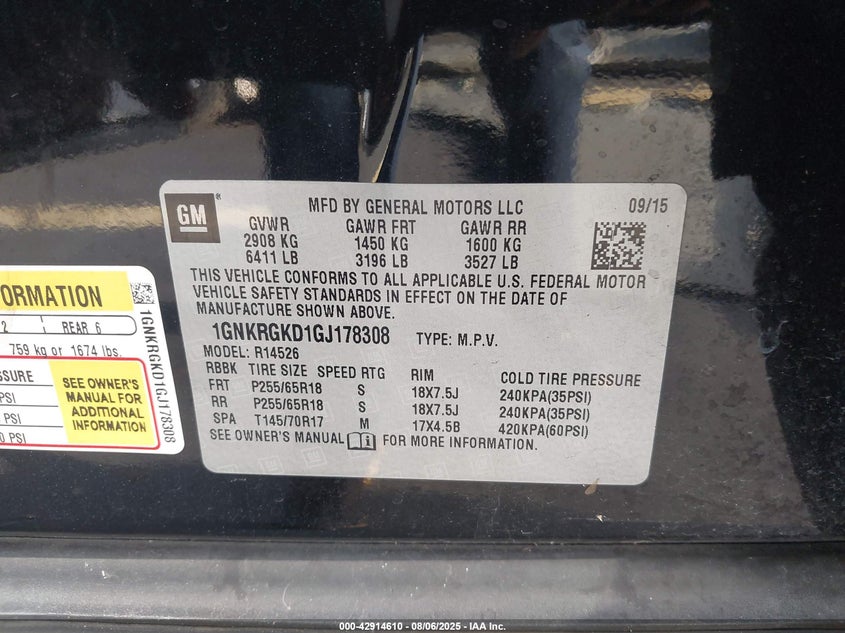 GM
MFD BY GENERAL MOTORS LLC 09/15
GVWR GAWR FRT GAWR RR
2908 KG 1450 KG 1600 KG
6411 LB 3196 LB 3527 LB
THIS VEHICLE CONFORMS TO ALL APPLICABLE U.S. FEDERAL MOTOR
VEHICLE SAFETY STANDARDS IN EFFECT ON THE DATE OF
MANUFACTURE SHOWN ABOVE.
1GNKRGKD1GJ178308 TYPE: M.P.V.
MODEL: R14526
RBBK TIRE SIZE SPEED RTG RIM COLD TIRE PRESSURE
FRT P255/65R18 S 18X7.5J 240KPA(35PSI)
RR P255/65R18 S 18X7.5J 240KPA(35PSI)
SPA T145/70R17 M 17X4.5B 420KPA(60PSI)
SEE OWNER'S MANUAL FOR MORE INFORMATION.
ORMATION
2 REAR 6
759 kg or 1674 lbs.
SSURE
PSI
PSI
0 PSI
SEE OWNER'S
MANUAL FOR
ADDITIONAL
INFORMATION
1GNKRGKD1GJ178308
000-42914610 - 08/06/2025 - IAA Inc.